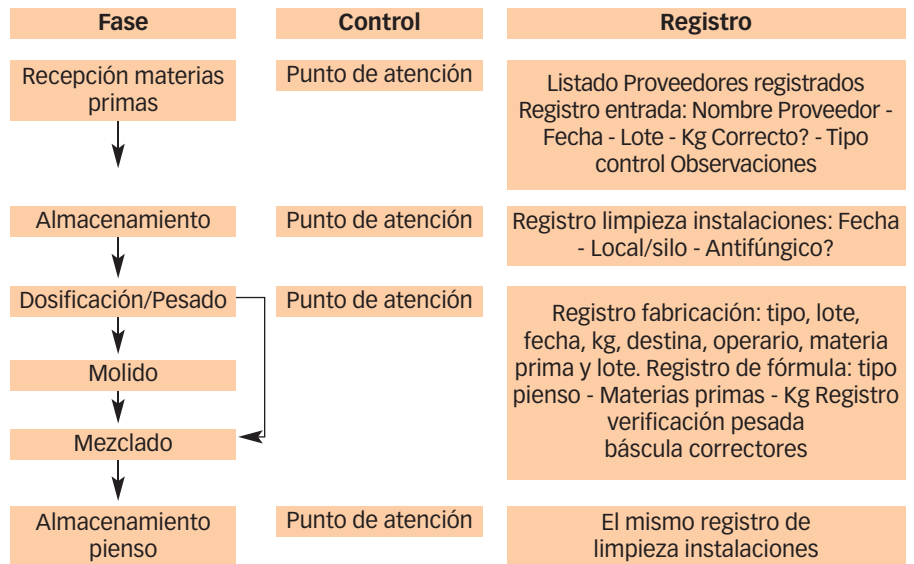 Fase
Control
Registro
Recepción materias
primas
Punto de atención
Listado Proveedores registrados
Registro entrada: Nombre Proveedor -
Fecha - Lote - Kg Correcto? - Tipo
control Observaciones
Almacenamiento
Punto de atención
Registro limpieza instalaciones: Fecha
- Local/silo - Antifúngico?
Dosificación/Pesado
Punto de atención
Registro fabricación: tipo, lote,
fecha, kg, destina, operario, materia
prima y lote. Registro de fórmula: tipo
pienso - Materias primas - Kg Registro
verificación pesada
báscula correctores
Molido
Mezclado
Almacenamiento
pienso
Punto de atención
El mismo registro de
limpieza instalaciones